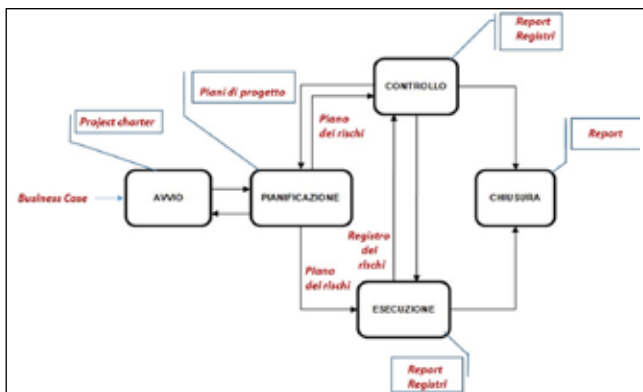 Report
Registri
Piani di progetto
CONTROLLO
Project charter
Piano
dei rischi
Report
Business Case
AVVIO
PIANIFICAZIONE
CHIUSURA
Registro
dei
rischi
Piano
dei rischi
ESECUZIONE
Report
Registri